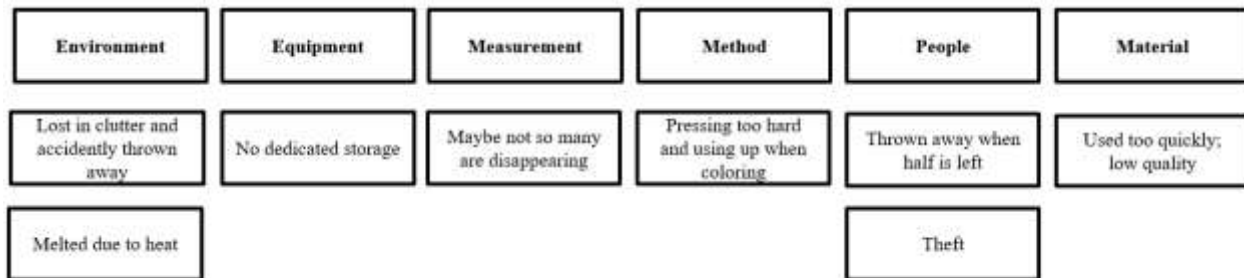 Environment
Equipment
Measurement
Method
People
Material
Lost in clutter and
accidently thrown
away
No dedicated storage
Maybe not so many
are disappearing
Pressing too hard
and using up when
coloring
Thrown away when
half is left
Used too quickly;
low quality
Melted due to heat
Theft